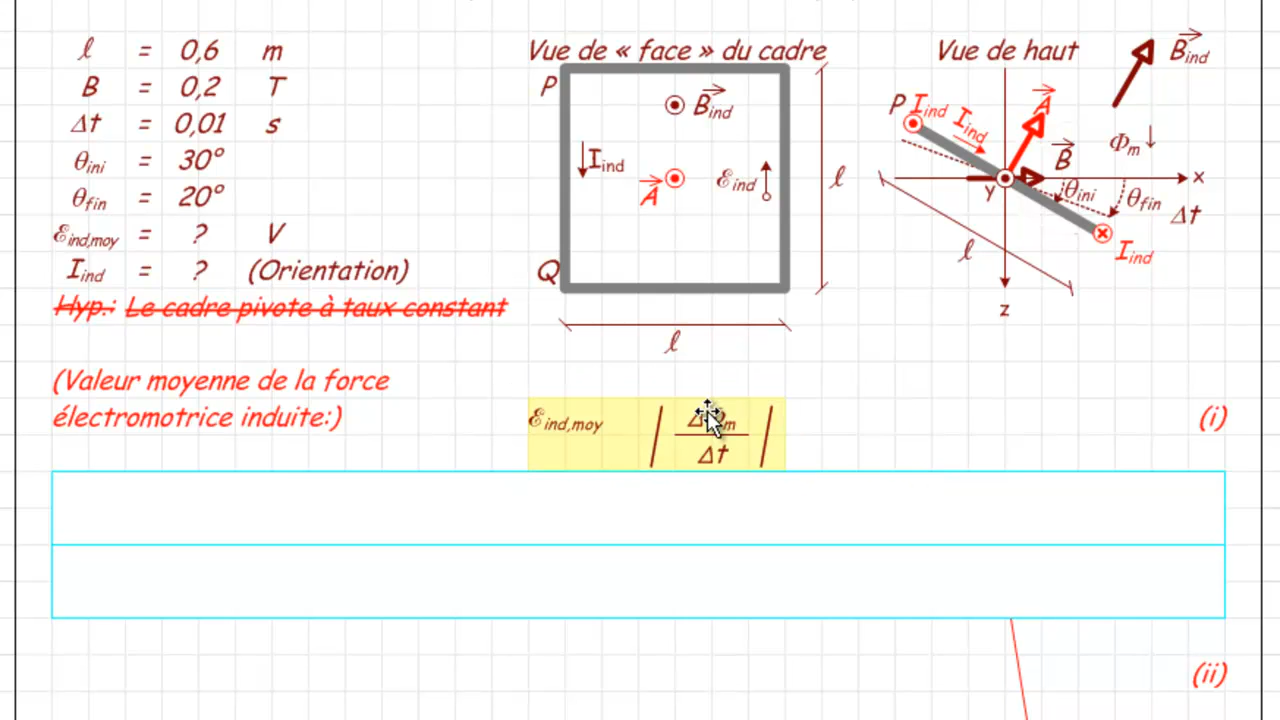 ℓ = 0,6 m
B = 0,2 T
Δt = 0,01 s
θini = 30°
θfin = 20°
ℰind,moy = ? V
Iind = ? (Orientation)
Hyp.: Le cadre pivote à taux constant
Vue de « face » du cadre
P
Bind
Iind
A
ℰind
ℓ
Q
ℓ
Vue de haut
Bind
P Iind Iind A
Φm↓
B
x
y
θini
θfin
Δt
ℓ
Iind
z
(Valeur moyenne de la force
électromotrice induite:)
ℰind,moy | m / Δt | (i)
(ii)